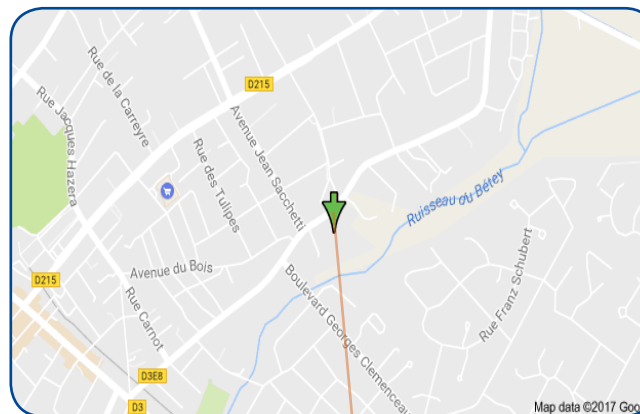 D215
Rue de la Carreyre
Rue Jacques Hazera
Avenue Jean Sacchetti
Rue des Tulipes
Ruisseau du Bétey
Rue Franz Schubert
Avenue du Bois
D215
Rue Carnot
Boulevard Georges Clemenceau
D3E8
D3
Map data ©2017 Goo